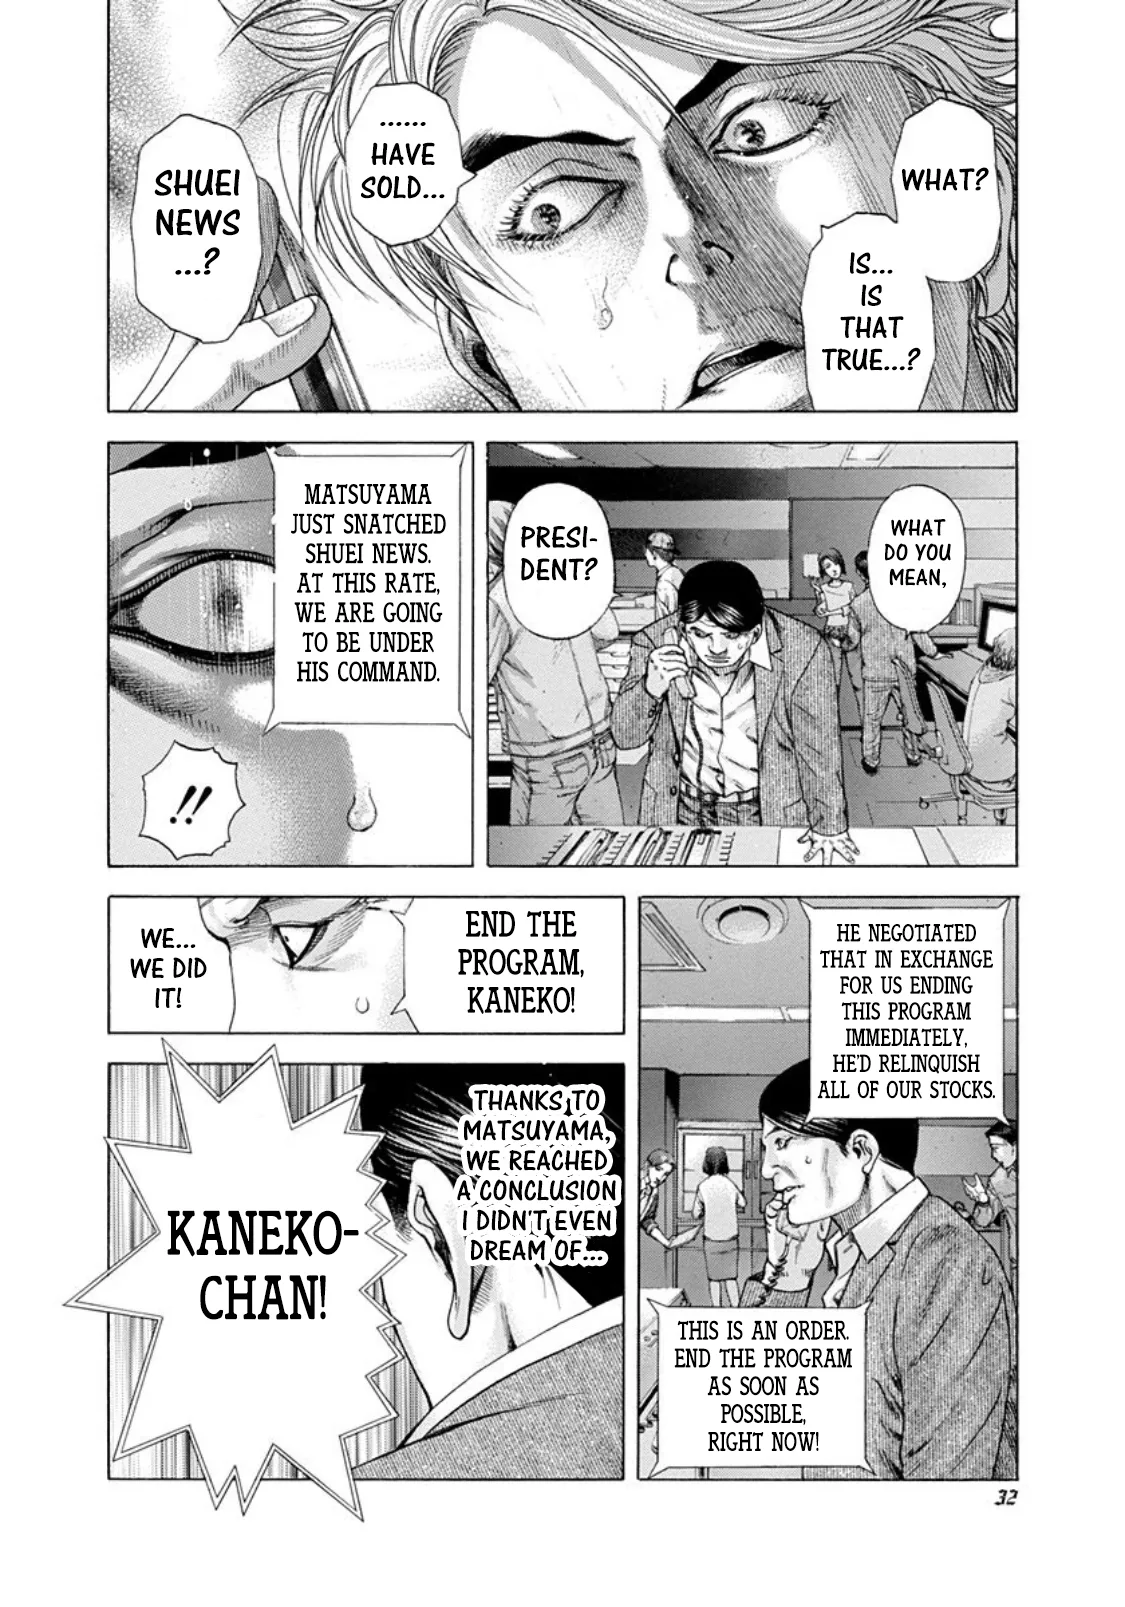 WHAT?
IS...
IS
THAT
TRUE...?
......
HAVE
SOLD...
SHUEI
NEWS
...?
WHAT
DO YOU
MEAN,
PRESI-
DENT?
MATSUYAMA
JUST SNATCHED
SHUEI NEWS.
AT THIS RATE,
WE ARE GOING
TO BE UNDER
HIS COMMAND.
!!
HE NEGOTIATED
THAT IN EXCHANGE
FOR US ENDING
THIS PROGRAM
IMMEDIATELY,
HE'D RELINQUISH
ALL OF OUR STOCKS.
THIS IS AN ORDER.
END THE PROGRAM
AS SOON AS
POSSIBLE,
RIGHT NOW!
END THE
PROGRAM,
KANEKO!
WE...
WE DID
IT!
THANKS TO
MATSUYAMA,
WE REACHED
A CONCLUSION
I DIDN'T EVEN
DREAM OF...
KANEKO-
CHAN!
32